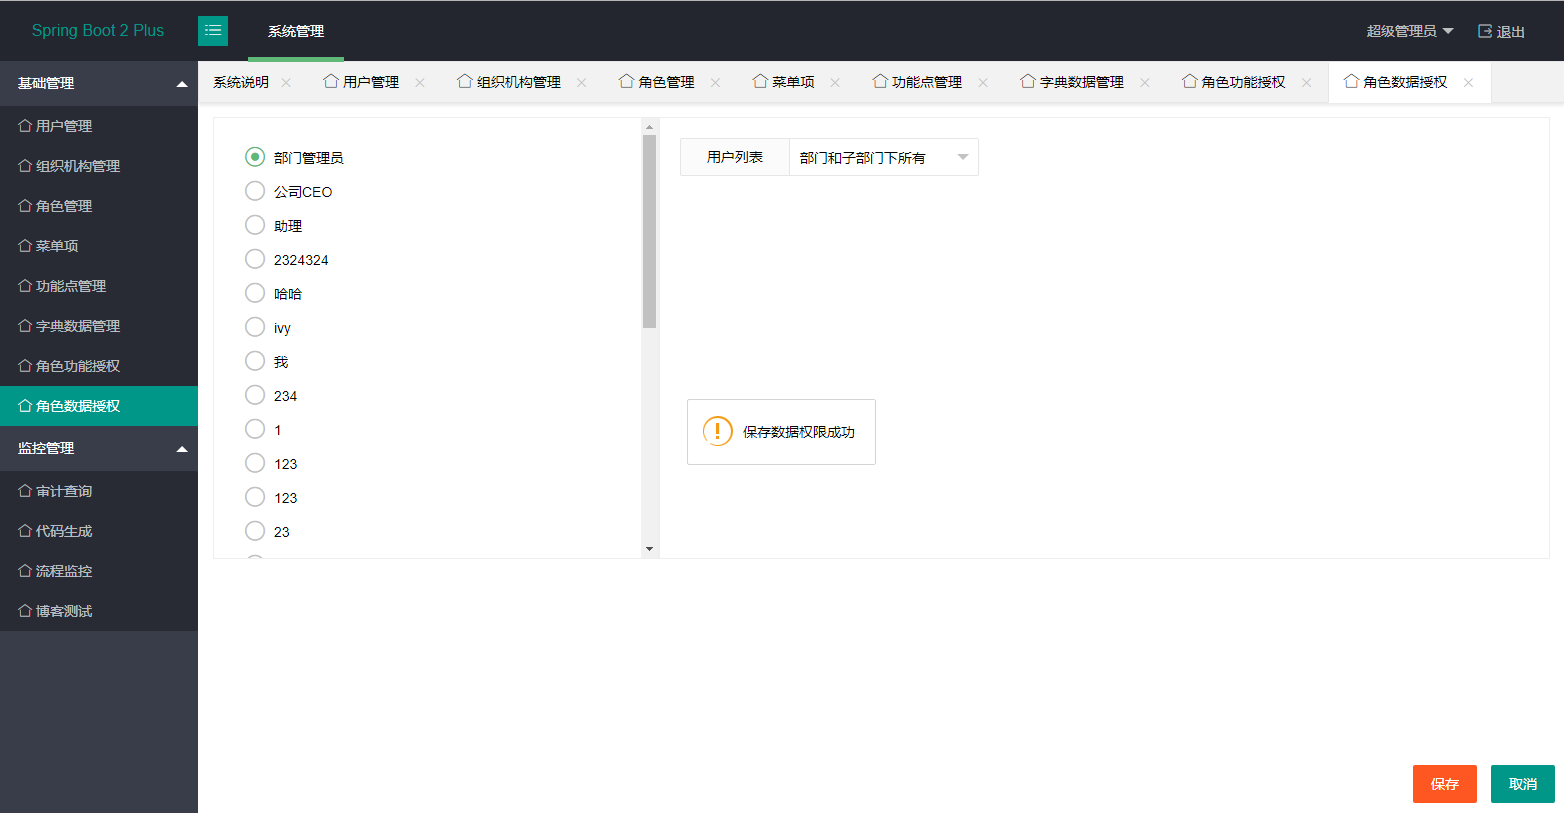 Spring Boot 2 Plus
系统管理
超级管理员
退出
基础管理
用户管理
组织机构管理
角色管理
菜单项
功能点管理
字典数据管理
角色功能授权
角色数据授权
监控管理
审计查询
代码生成
流程监控
博客测试
系统说明
用户管理
组织机构管理
角色管理
菜单项
功能点管理
字典数据管理
角色功能授权
角色数据授权
部门管理员
公司CEO
助理
2324324
哈哈
ivy
我
234
1
123
123
23
用户列表
部门和子部门下所有
保存数据权限成功
保存
取消